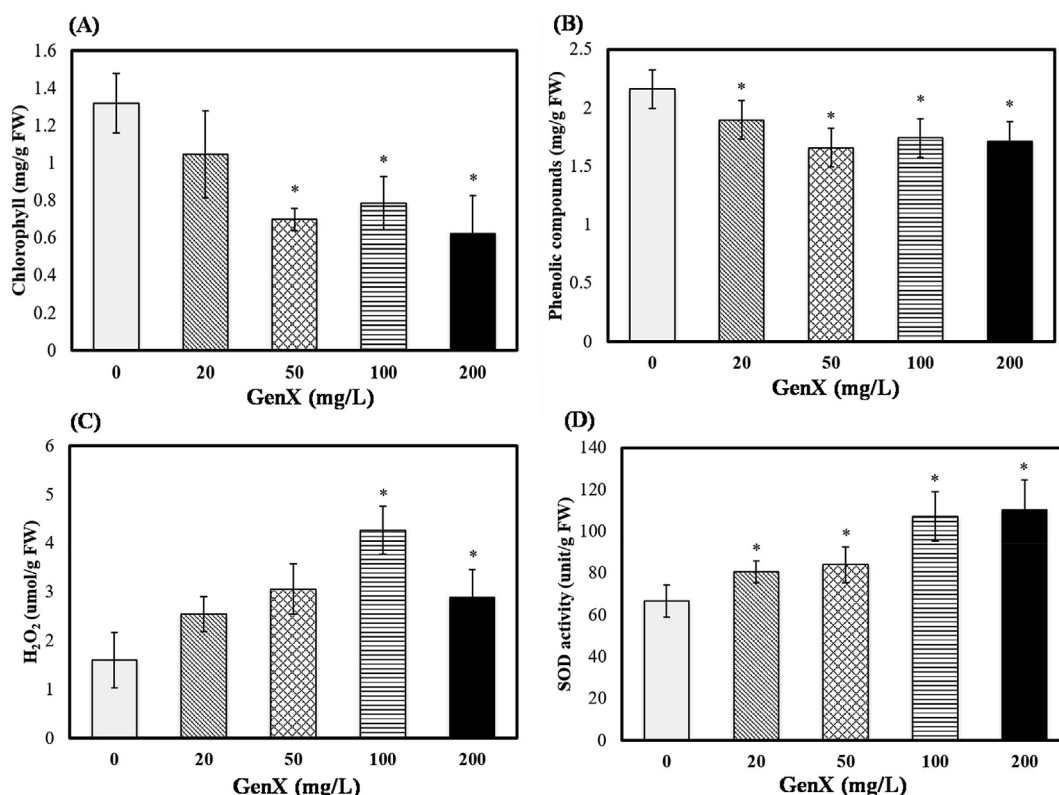 (A)
Chlorophyll (mg/g FW)
1.6
1.4
1.2
1
0.8
0.6
0.4
0.2
0
* * *
0 20 50 100 200
GenX (mg/L)
(B)
Phenolic compounds (mg/g FW)
2.5
2
1.5
1
0.5
0
* * * *
0 20 50 100 200
GenX (mg/L)
(C)
H₂O₂ (umol/g FW)
6
5
4
3
2
1
0
* *
0 20 50 100 200
GenX (mg/L)
(D)
SOD activity (unit/g FW)
140
120
100
80
60
40
20
0
* * * *
0 20 50 100 200
GenX (mg/L)